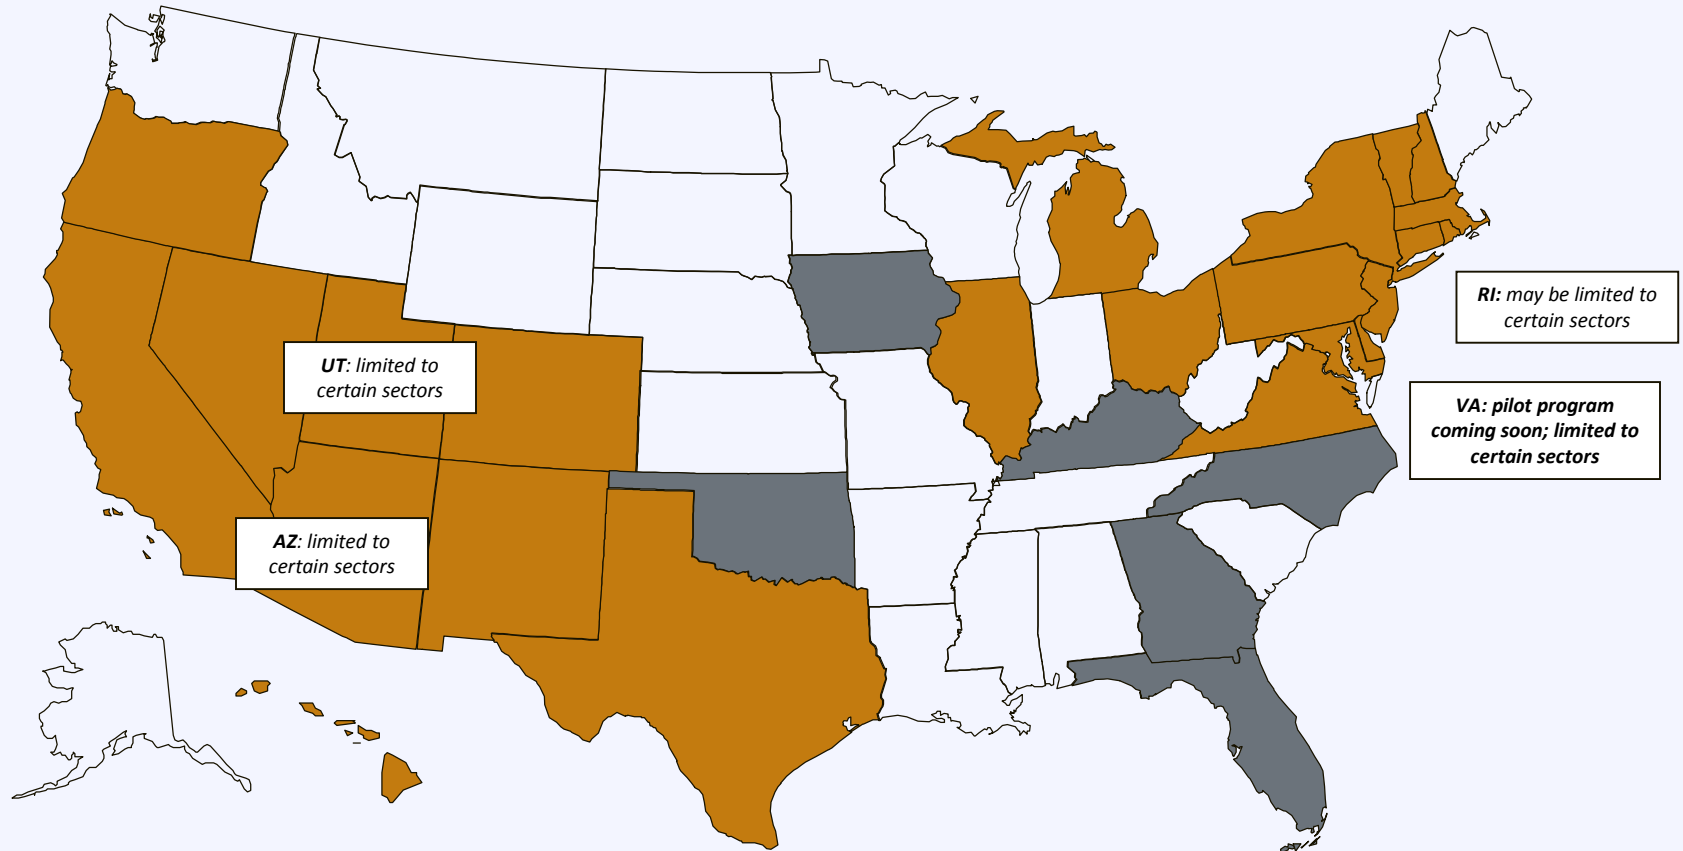 RI: may be limited to
certain sectors
UT: limited to
certain sectors
VA: pilot program
coming soon; limited to
certain sectors
AZ: limited to
certain sectors